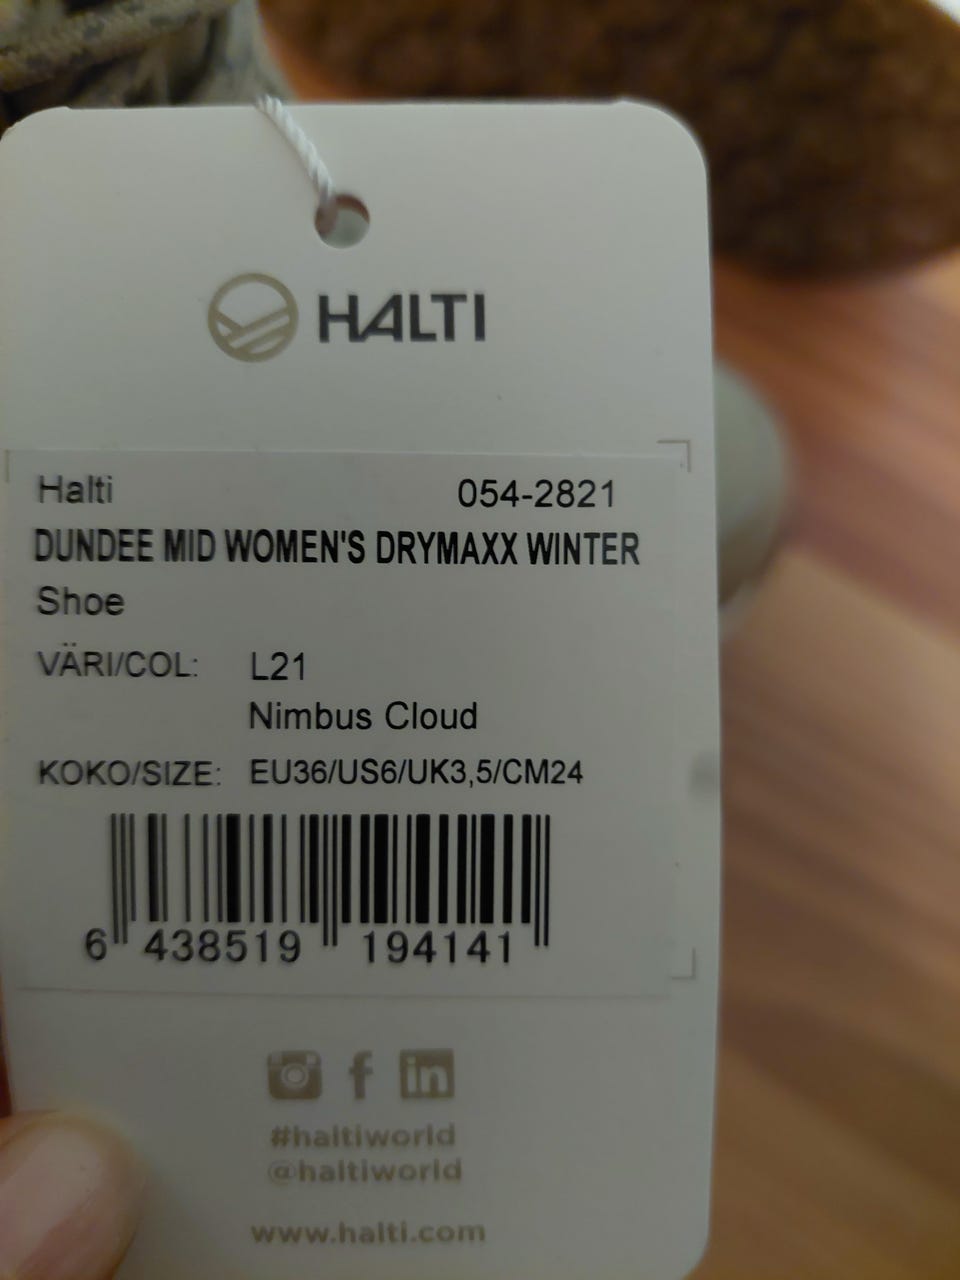 HALTI
Halti 054-2821
DUNDEE MID WOMEN'S DRYMAXX WINTER
Shoe
VÄRI/COL: L21
Nimbus Cloud
KOKO/SIZE: EU36/US6/UK3,5/CM24
6 438519 194141
#haltiworld
@haltiworld
www.halti.com